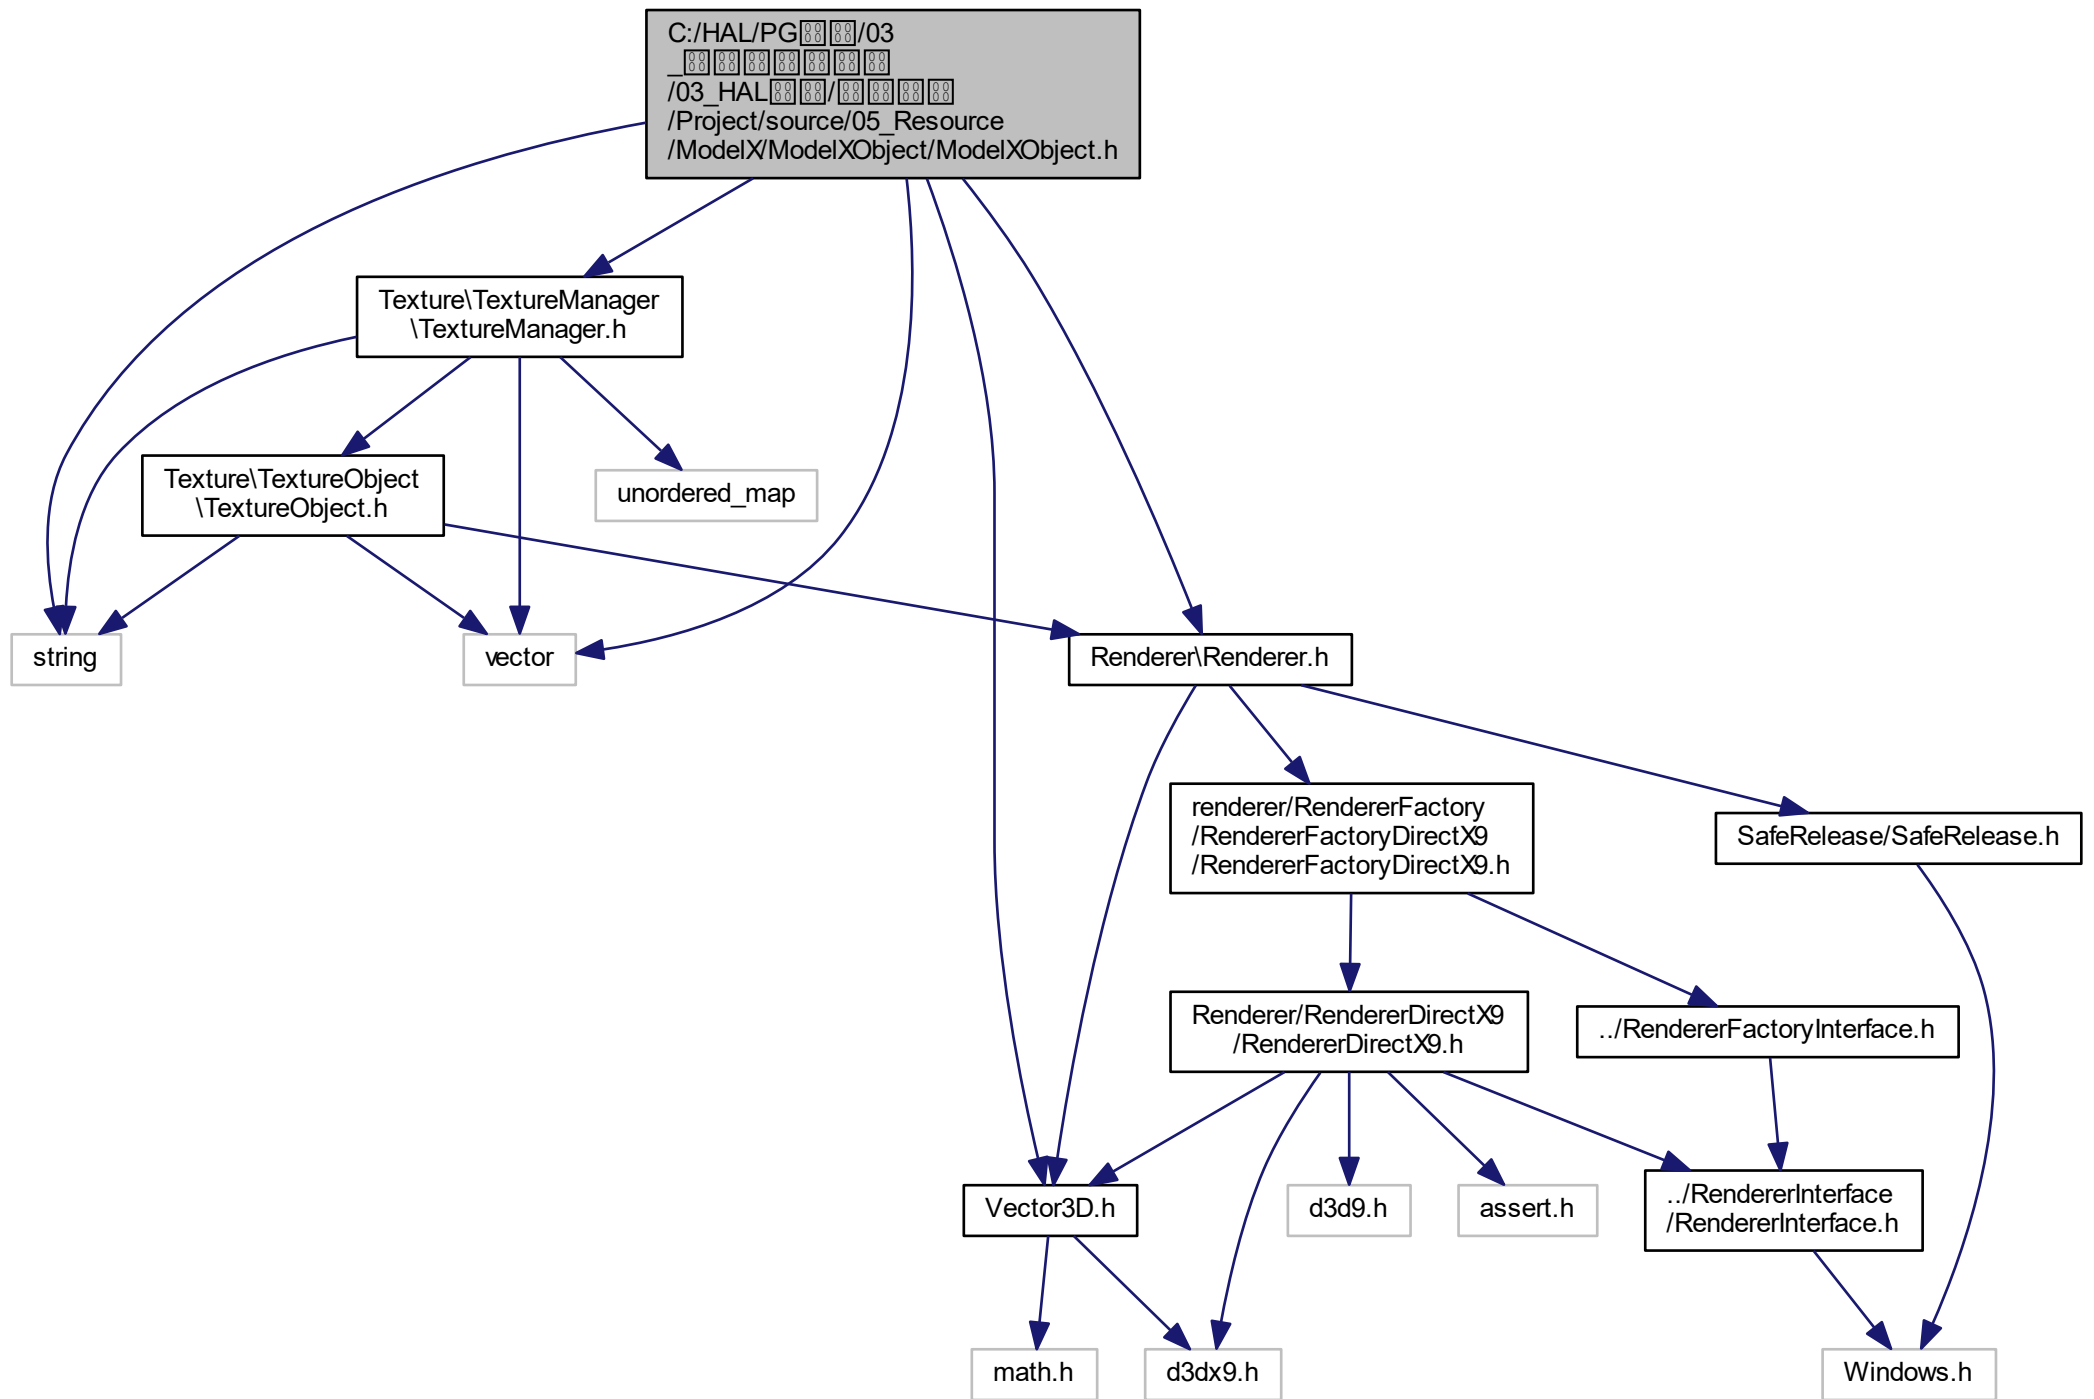 C:/HAL/PG/03
_
/03_HAL/
/Project/source/05_Resource
/ModelX/ModelXObject/ModelXObject.h
Texture\TextureManager
\TextureManager.h
Texture\TextureObject
\TextureObject.h
unordered_map
string
vector
Renderer\Renderer.h
renderer/RendererFactory
/RendererFactoryDirectX9
/RendererFactoryDirectX9.h
SafeRelease/SafeRelease.h
Renderer/RendererDirectX9
/RendererDirectX9.h
../RendererFactoryInterface.h
Vector3D.h
d3d9.h
assert.h
../RendererInterface
/RendererInterface.h
math.h
d3dx9.h
Windows.h